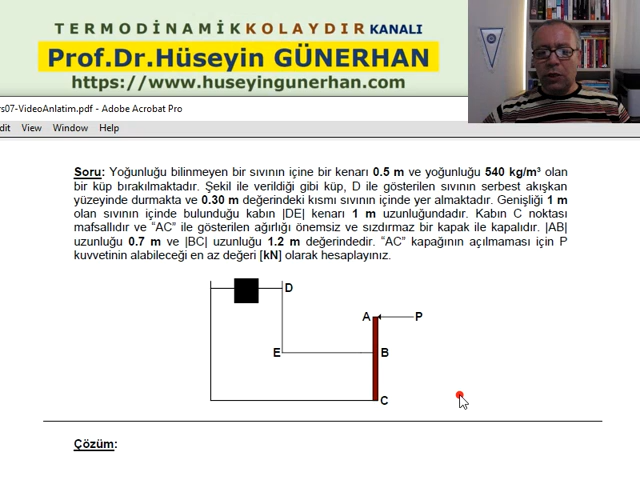 TERMODİNAMİKKOLAYDIR KANALI
Prof.Dr.Hüseyin GÜNERHAN
https://www.huseyingunerhan.com
rs07-VideoAnlatim.pdf - Adobe Acrobat Pro
dit View Window Help
Soru: Yoğunluğu bilinmeyen bir sıvının içine bir kenarı 0.5 m ve yoğunluğu 540 kg/m³ olan
bir küp bırakılmaktadır. Şekil ile verildiği gibi küp, D ile gösterilen sıvının serbest akışkan
yüzeyinde durmakta ve 0.30 m değerindeki kısmı sıvının içinde yer almaktadır. Genişliği 1 m
olan sıvının içinde bulunduğu kabın |DE| kenarı 1 m uzunluğundadır. Kabın C noktası
mafsallıdır ve “AC” ile gösterilen ağırlığı önemsiz ve sızdırmaz bir kapak ile kapalıdır. |AB|
uzunluğu 0.7 m ve |BC| uzunluğu 1.2 m değerindedir. “AC” kapağının açılmaması için P
kuvvetinin alabileceği en az değeri [kN] olarak hesaplayınız.
D
A
P
E
B
C
Çözüm: